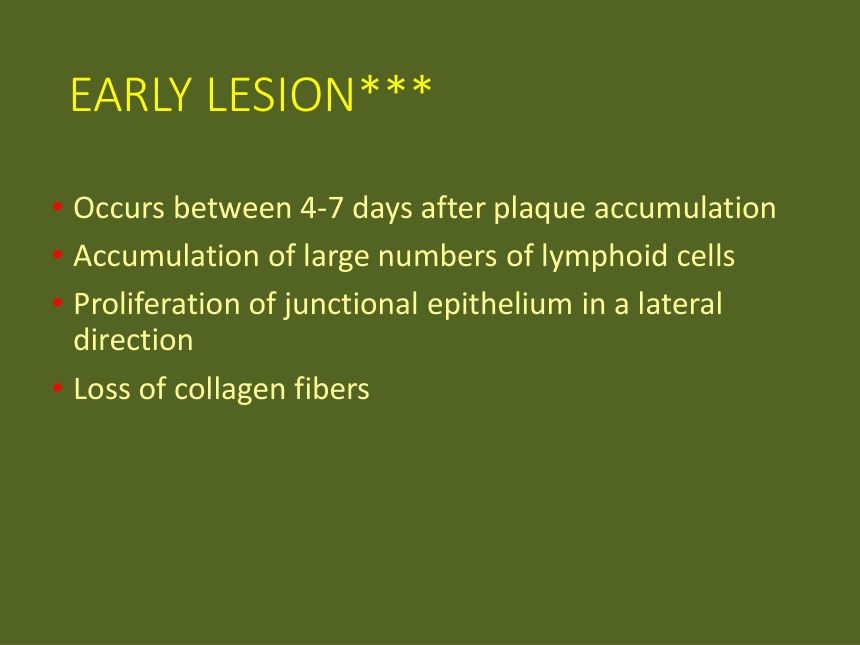 EARLY LESION***
• Occurs between 4-7 days after plaque accumulation
• Accumulation of large numbers of lymphoid cells
• Proliferation of junctional epithelium in a lateral
direction
• Loss of collagen fibers